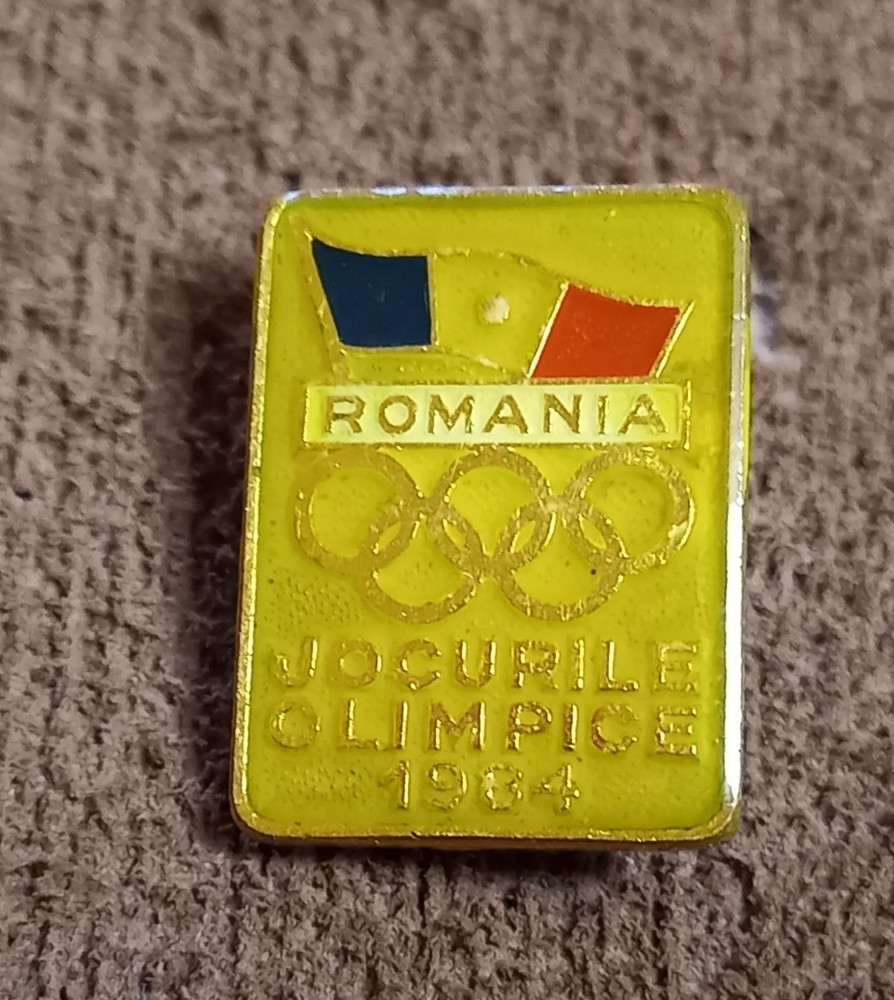 ROMANIA
JOCURILE
OLIMPICE
1984